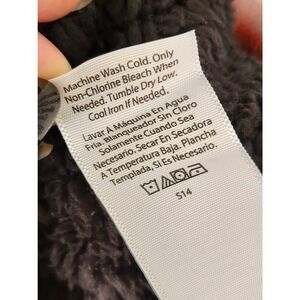 Machine Wash Cold. Only
Non-Chlorine Bleach When
Needed. Tumble Dry Low.
Cool Iron If Needed.
Lavar A Máquina En Agua
Fría. Blanqueador Sin Cloro
Solamente Cuando Sea
Necesario. Secar En Secadora
A Temperatura Baja. Plancha
Templada, Si Es Necesario.
S14